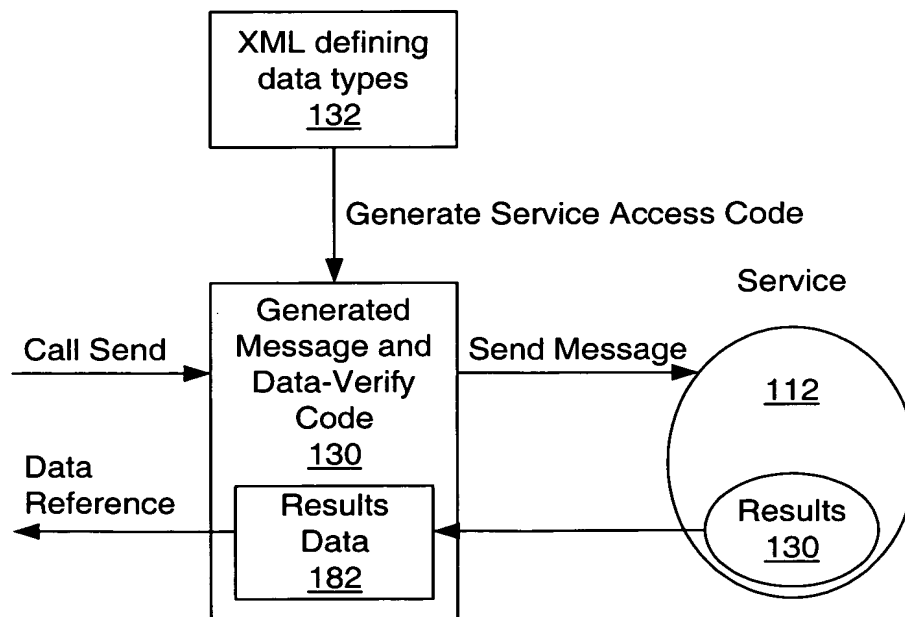 XML defining
data types
132
Generate Service Access Code
Service
Generated
Message and
Data-Verify
Code
130
Call Send
Send Message
112
Data
Reference
Results
Data
182
Results
130